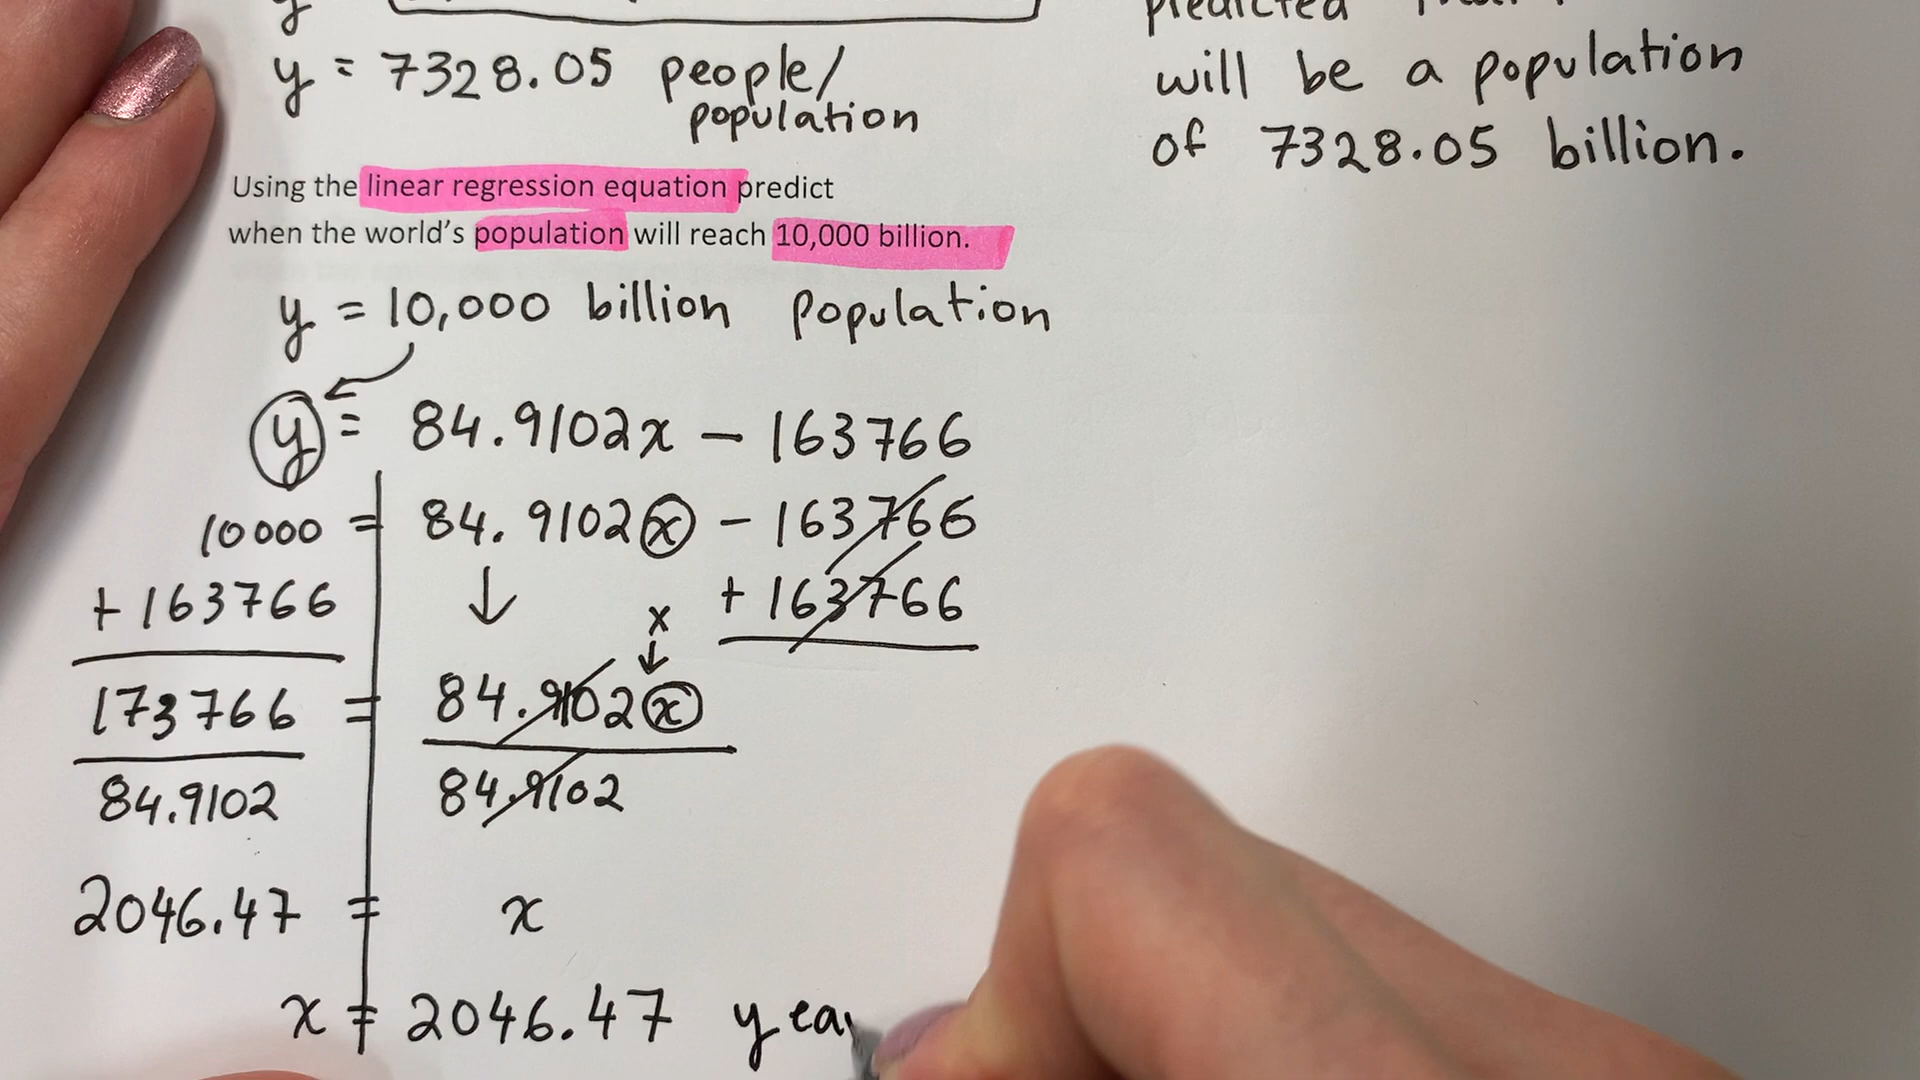 y
y = 7328.05 people/
population
will be a population
of 7328.05 billion.
Using the linear regression equation predict
when the world's population will reach 10,000 billion.
y = 10,000 billion population
y = 84.9102x - 163766
10000 = 84.9102x - 163766
+ 163766 ↓ + 163766
x
↓
173766 = 84.9102x
84.9102 84.9102
2046.47 = x
x = 2046.47 year